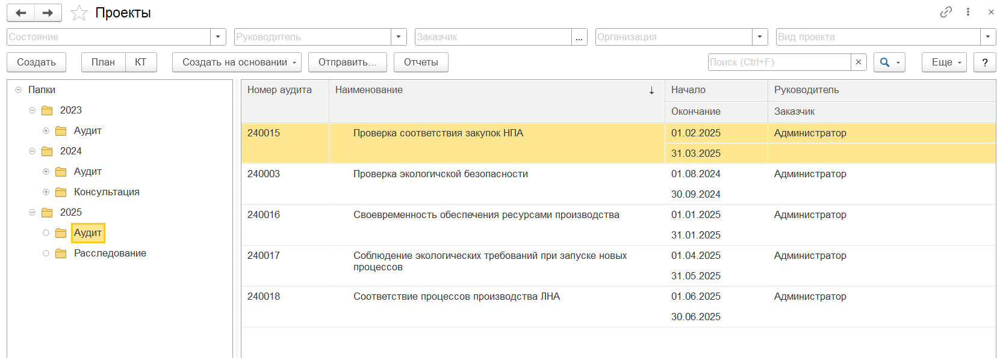 Проекты
Состояние
Руководитель
Заказчик
...
Организация
Вид проекта
Создать
План
КТ
Создать на основании
Отправить...
Отчеты
Поиск (Ctrl+F)
×
Еще
?
Папки
2023
Аудит
2024
Аудит
Консультация
2025
Аудит
Расследование
Номер аудита
Наименование
↓
Начало
Руководитель
Окончание
Заказчик
240015
Проверка соответствия закупок НПА
01.02.2025
Администратор
31.03.2025
240003
Проверка экологичской безопасности
01.08.2024
Администратор
30.09.2024
240016
Своевременность обеспечения ресурсами производства
01.01.2025
Администратор
31.01.2025
240017
Соблюдение экологических требований при запуске новых
процессов
01.04.2025
Администратор
31.05.2025
240018
Соответствие процессов производства ЛНА
01.06.2025
Администратор
30.06.2025